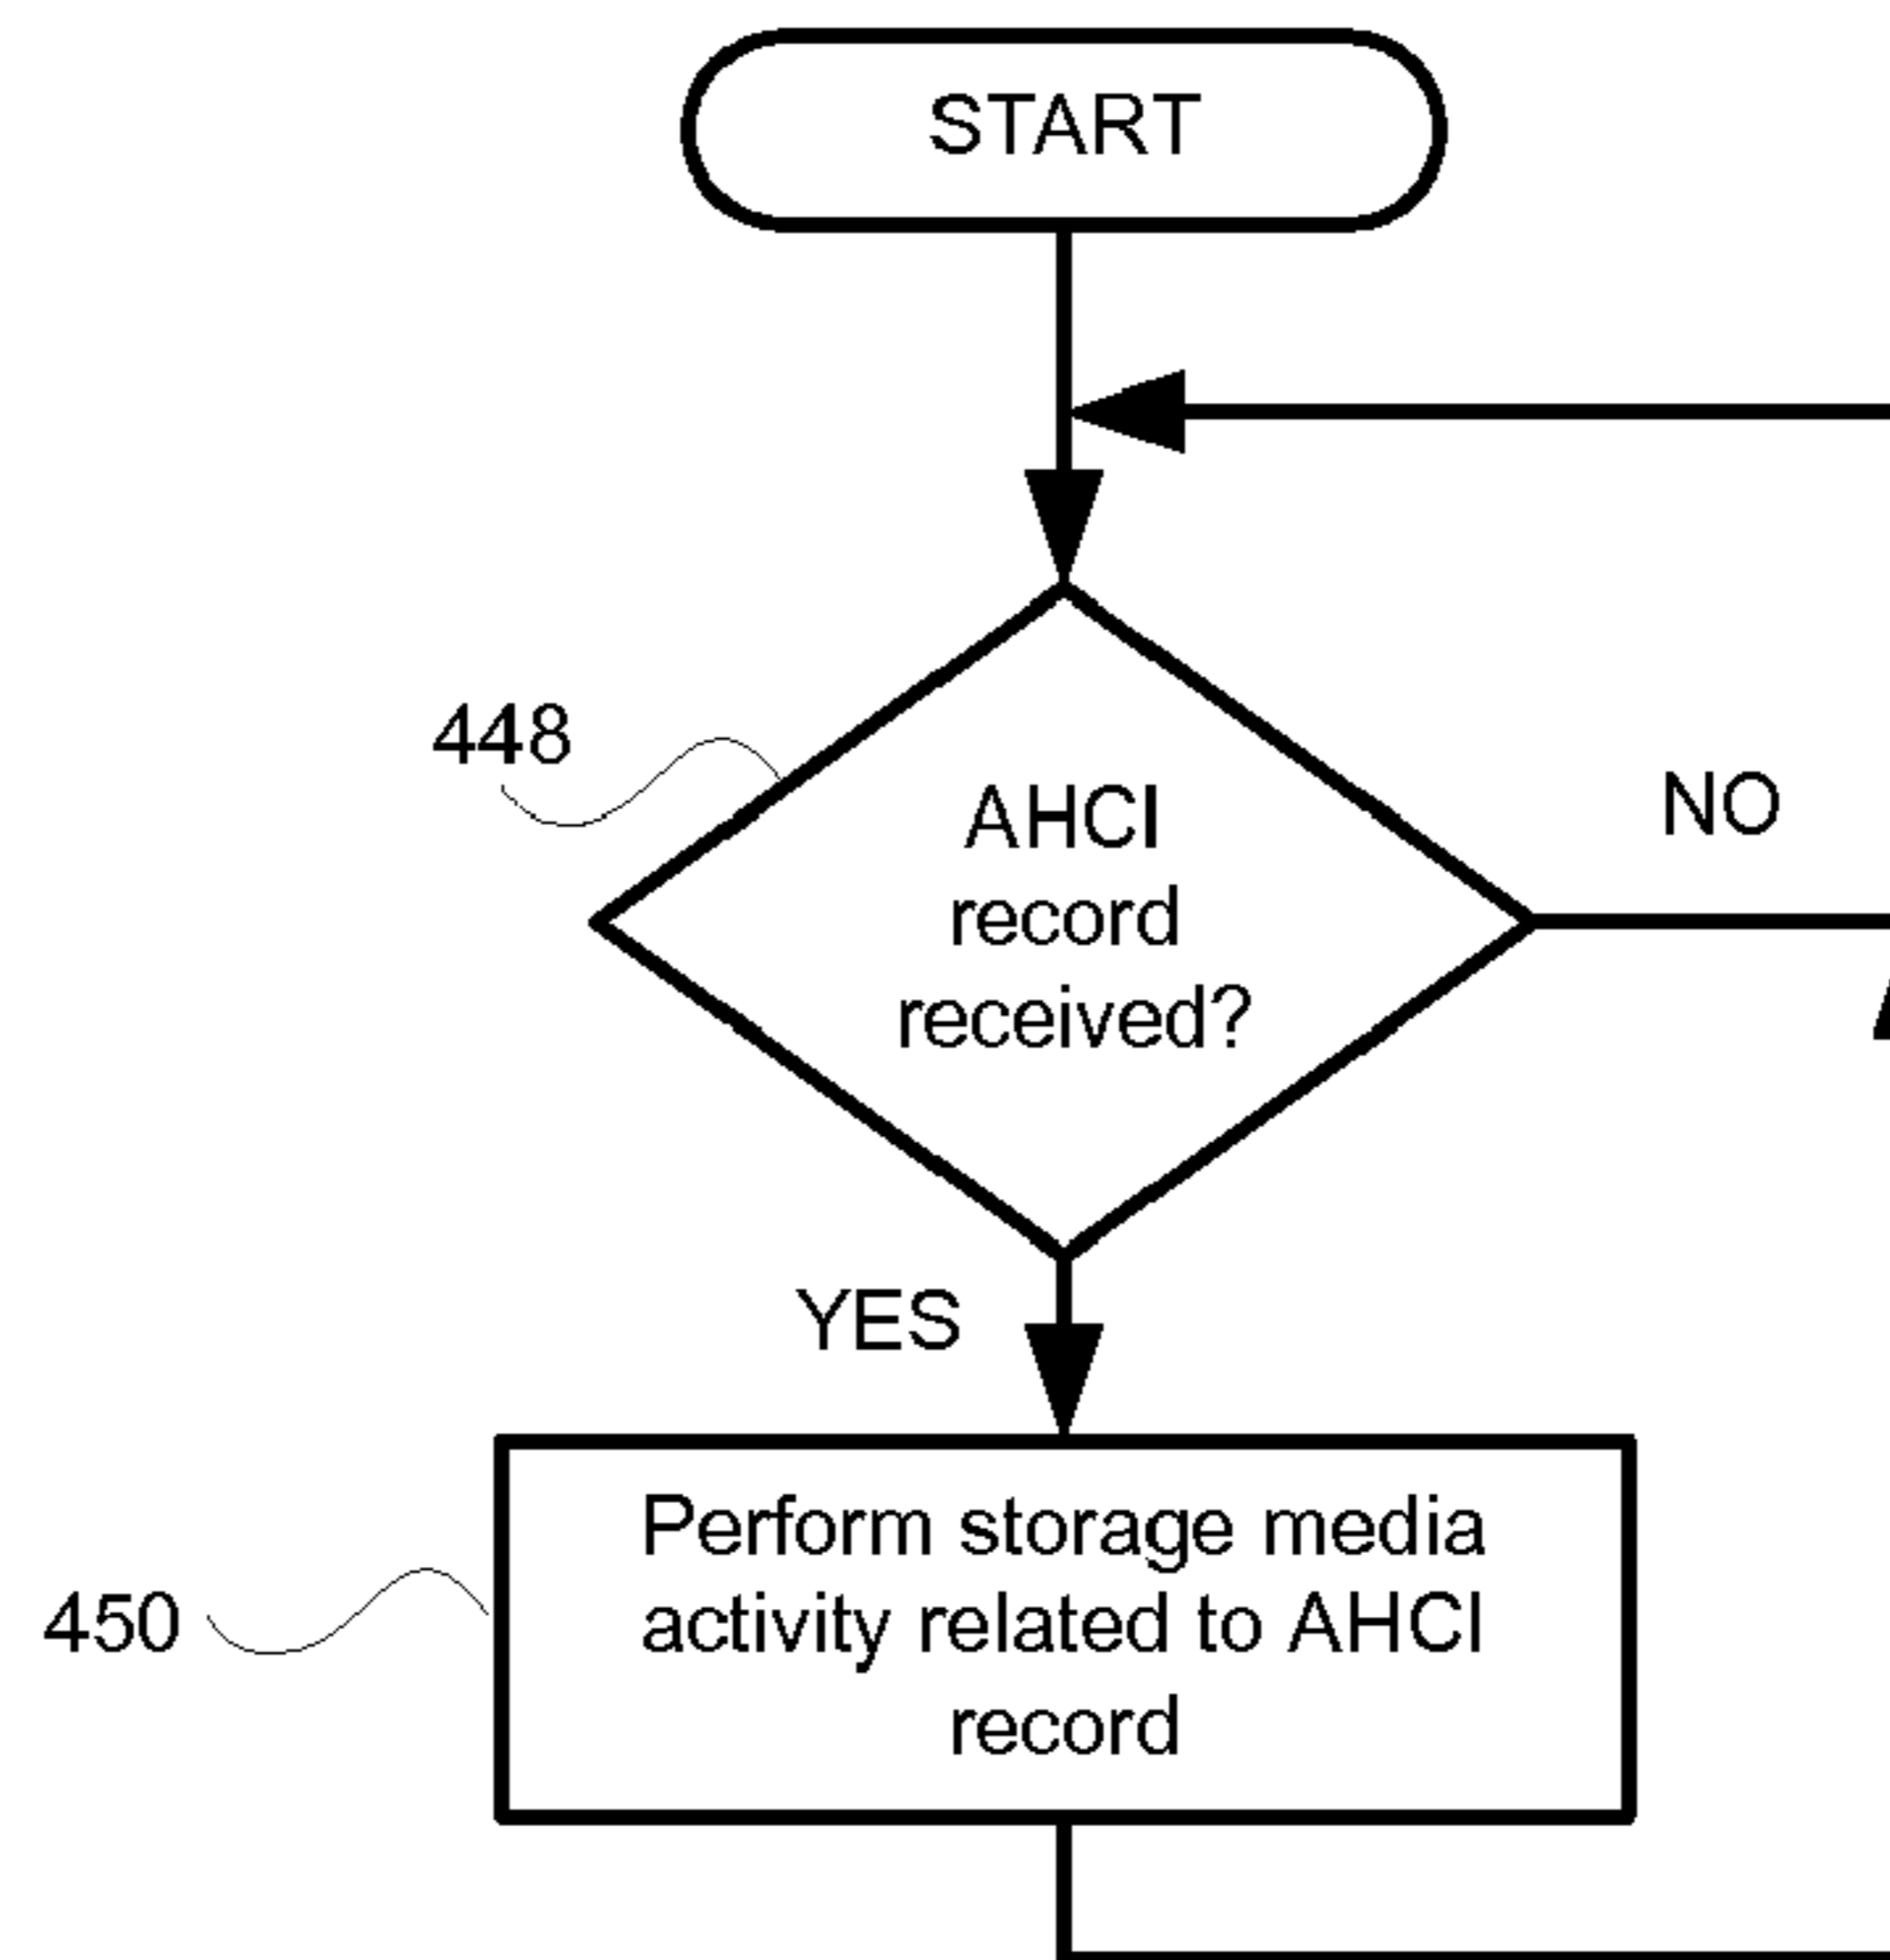 START
448
AHCI
record
received?
NO
YES
450
Perform storage media
activity related to AHCI
record